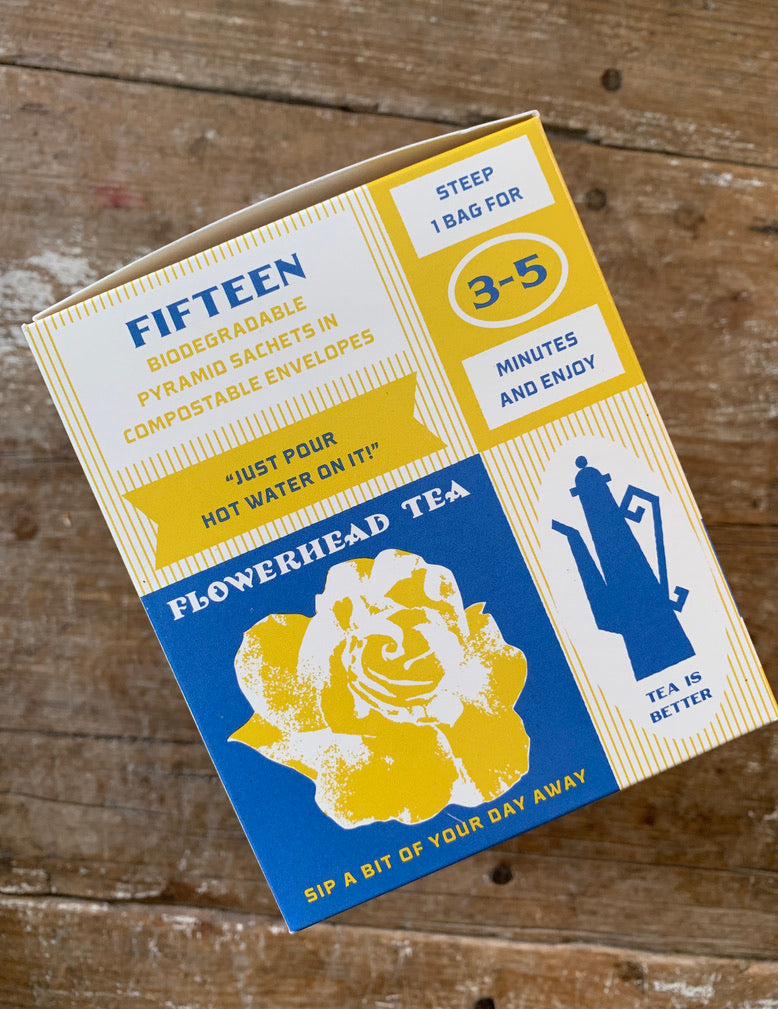 FIFTEEN
BIODEGRADABLE
PYRAMID SACHETS IN
COMPOSTABLE ENVELOPES
"JUST POUR
HOT WATER ON IT!"
STEEP
1 BAG FOR
3-5
MINUTES
AND ENJOY
FLOWERHEAD TEA
SIP A BIT OF YOUR DAY AWAY
TEA IS
BETTER